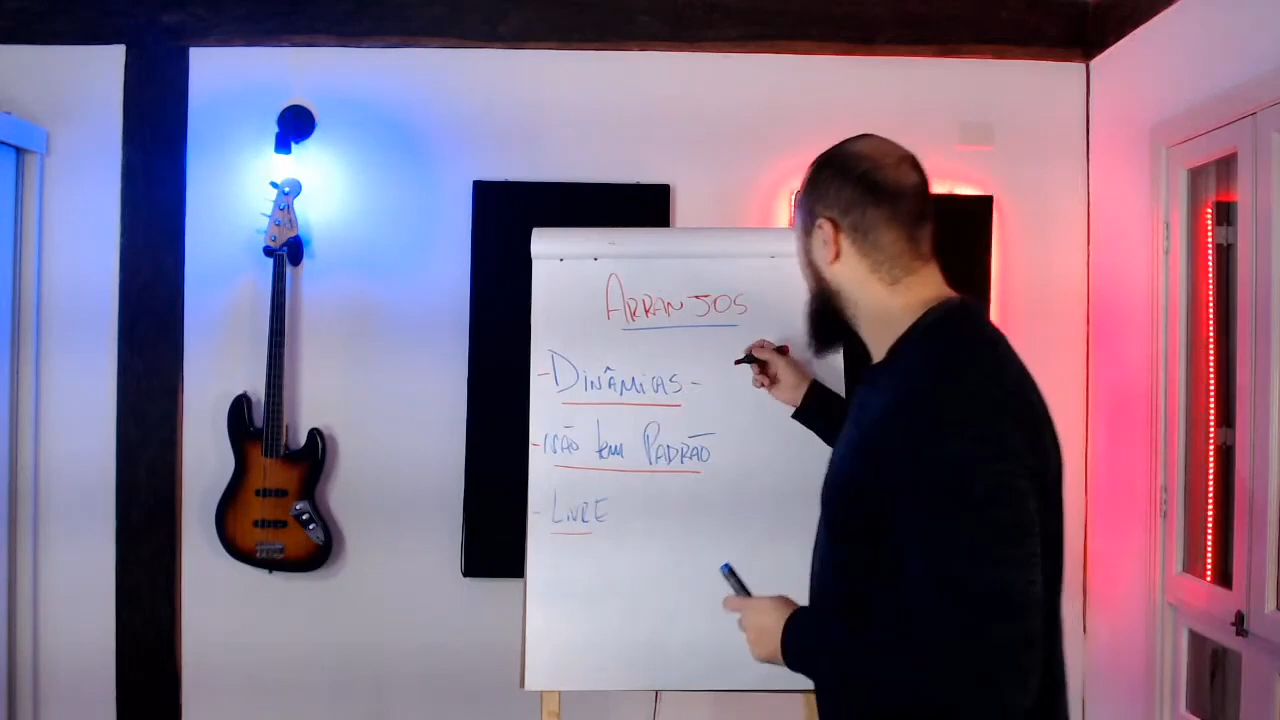 ARRANJOS
- DINÂMICAS -
- NÃO tem PADRÃO
- LIVRE